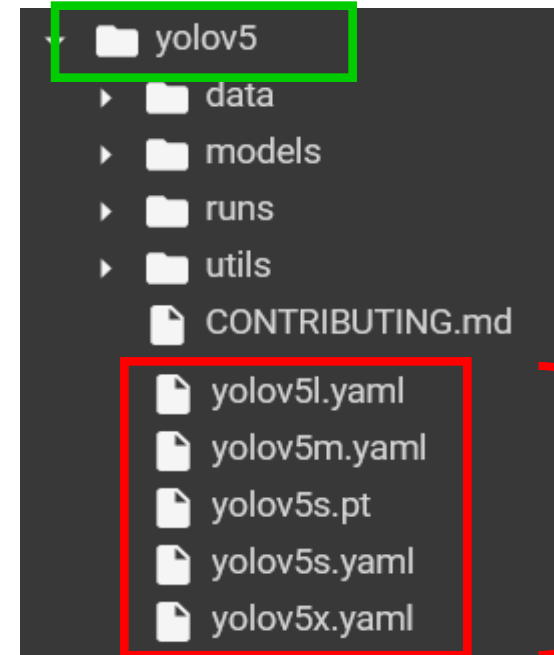 yolov5
data
models
runs
utils
CONTRIBUTING.md
yolov5l.yaml
yolov5m.yaml
yolov5s.pt
yolov5s.yaml
yolov5x.yaml